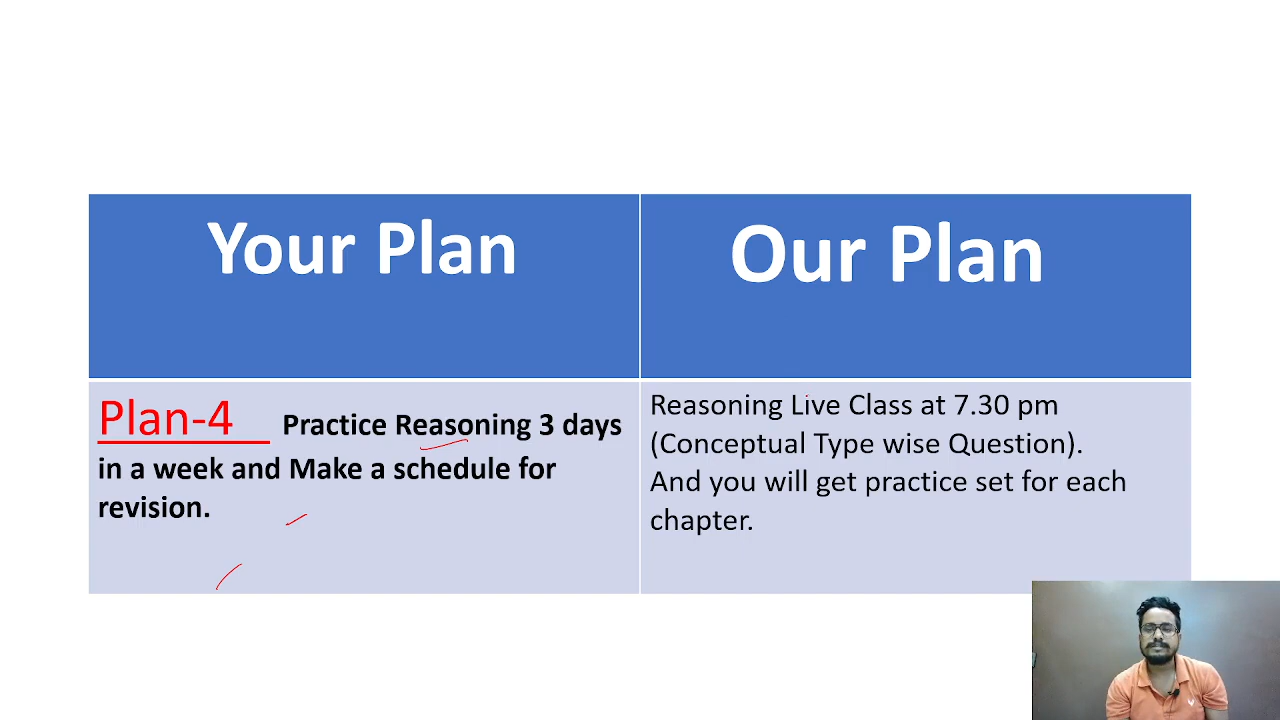 Your Plan
Our Plan
Plan-4 Practice Reasoning 3 days
in a week and Make a schedule for
revision.
Reasoning Live Class at 7.30 pm
(Conceptual Type wise Question).
And you will get practice set for each
chapter.